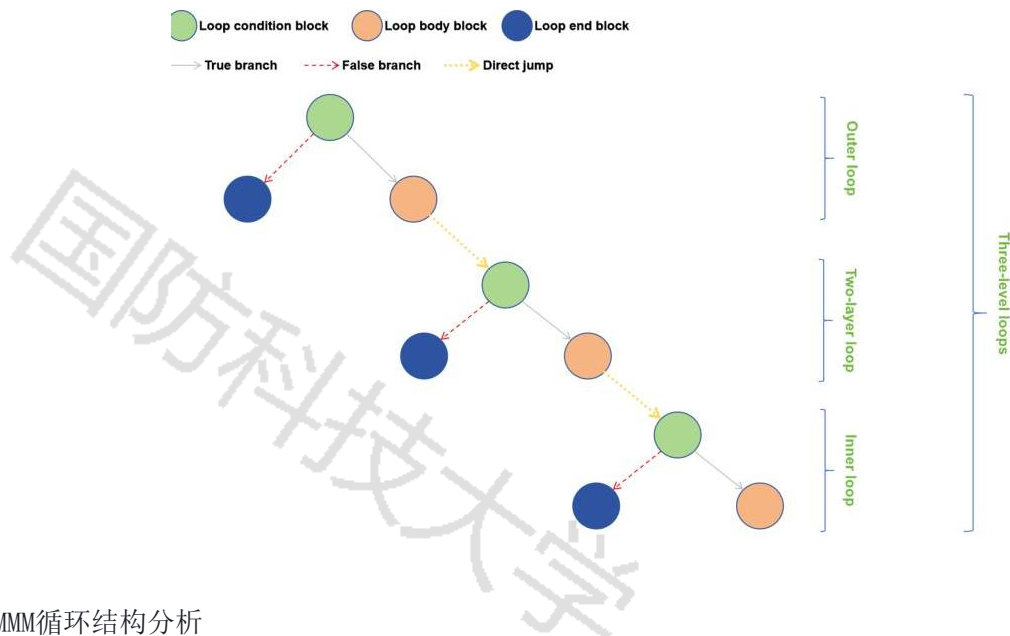 Loop condition block Loop body block Loop end block
True branch False branch Direct jump
Outer loop
Two-layer loop
Inner loop
Three-level loops
国防科技大学
MMM循环结构分析